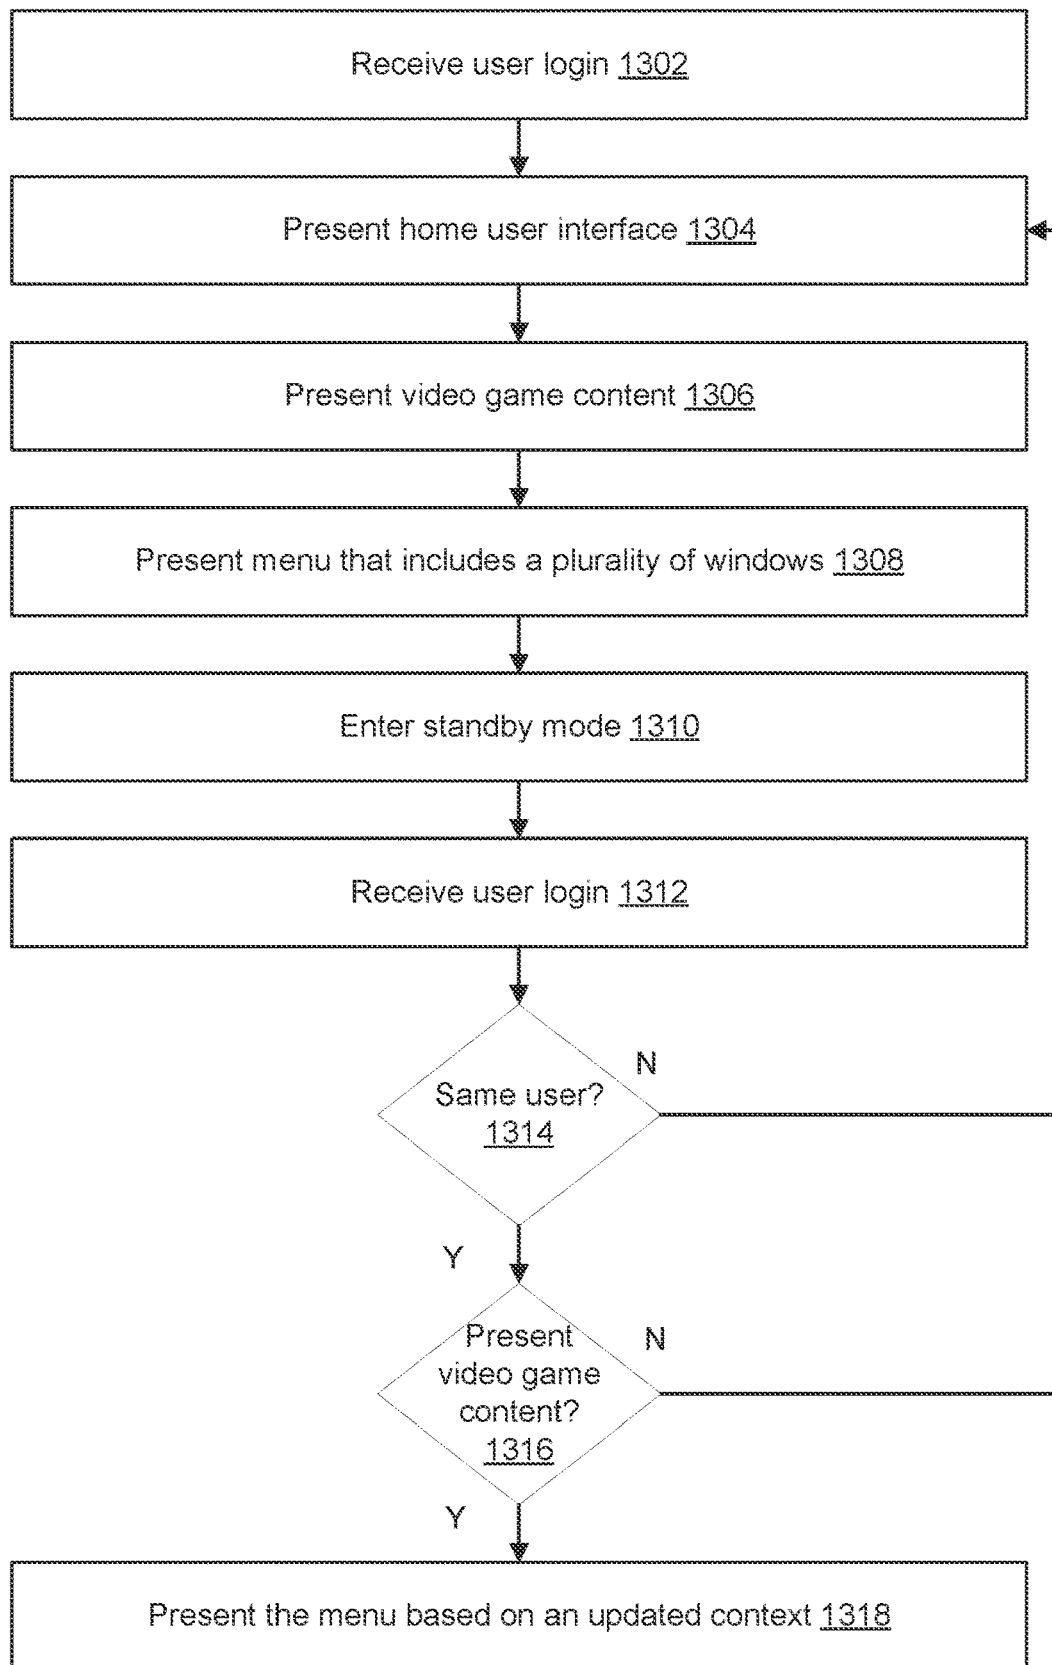 Receive user login 1302
Present home user interface 1304
Present video game content 1306
Present menu that includes a plurality of windows 1308
Enter standby mode 1310
Receive user login 1312
N
Same user?
1314
Y
N
Present
video game
content?
1316
Y
Present the menu based on an updated context 1318